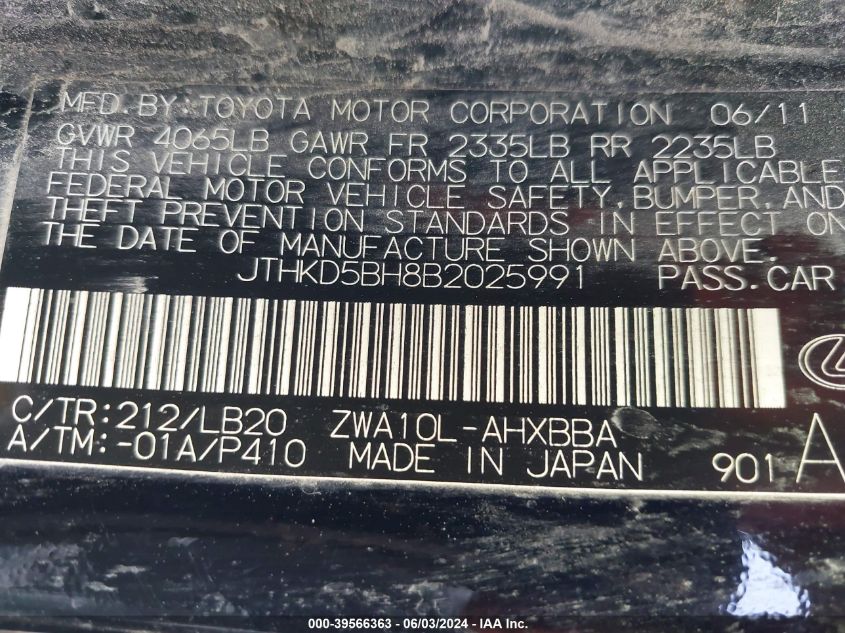 MFD.BY:TOYOTA MOTOR CORPORATION 06/11
GVWR 4065LB GAWR FR 2335LB RR 2235LB
THIS VEHICLE CONFORMS TO ALL APPLICABLE
FEDERAL MOTOR VEHICLE SAFETY,BUMPER,AND
THEFT PREVENTION STANDARDS IN EFFECT ON
THE DATE OF MANUFACTURE SHOWN ABOVE.
JTHKD5BH8B2025991 PASS.CAR
C/TR:212/LB20 ZWA10L-AHXBBA
A/TM:-01A/P410 MADE IN JAPAN 901 A
000-39566363 - 06/03/2024 - IAA Inc.